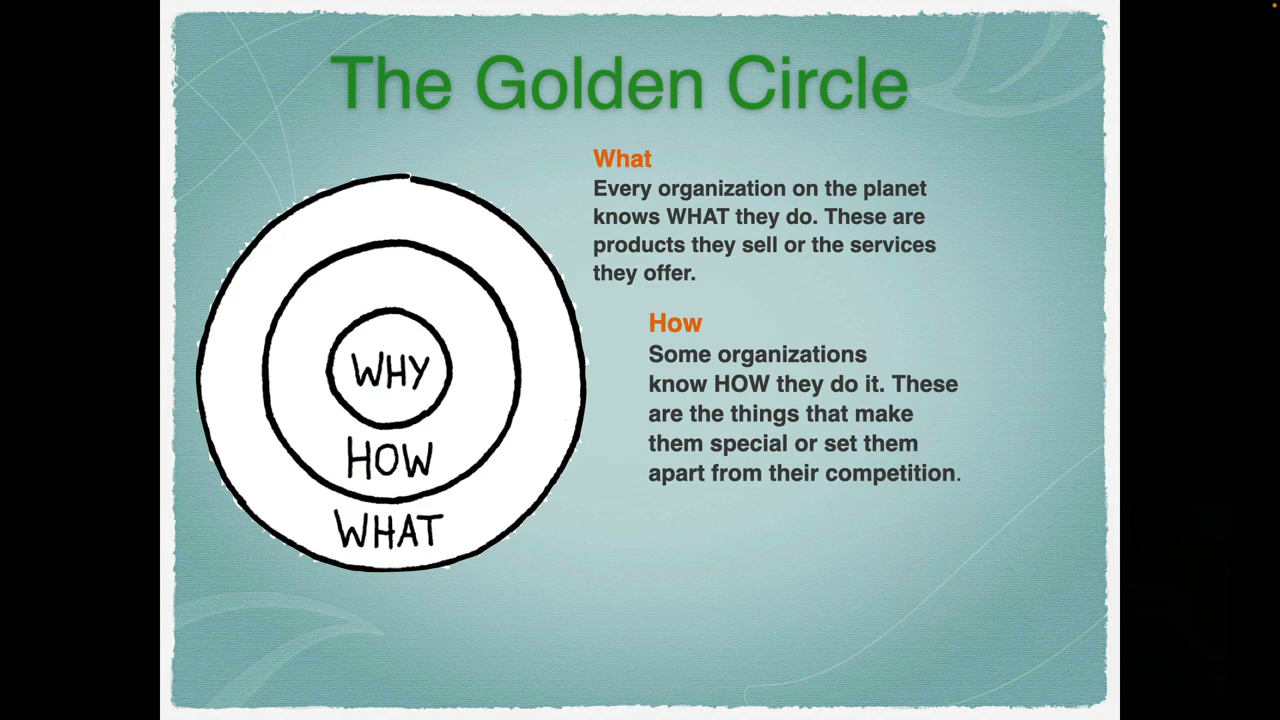 The Golden Circle
What
Every organization on the planet
knows WHAT they do. These are
products they sell or the services
they offer.
How
Some organizations
know HOW they do it. These
are the things that make
them special or set them
apart from their competition.
WHY
HOW
WHAT